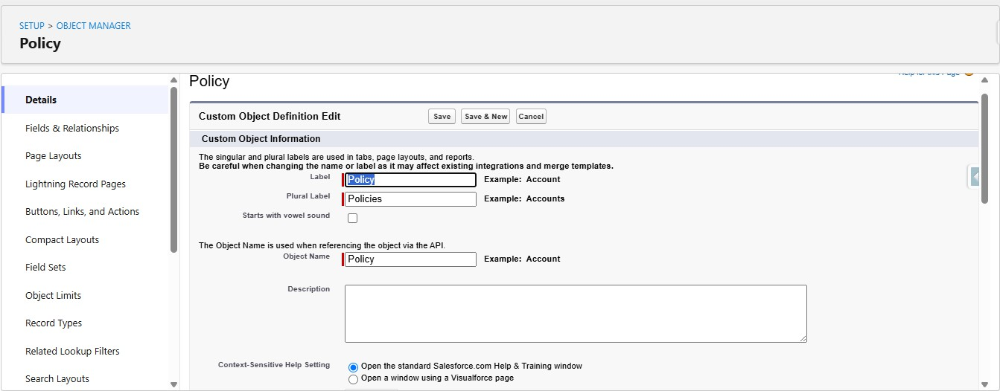 SETUP > OBJECT MANAGER
Policy
Details
Fields & Relationships
Page Layouts
Lightning Record Pages
Buttons, Links, and Actions
Compact Layouts
Field Sets
Object Limits
Record Types
Related Lookup Filters
Search Layouts
Policy
Help for this Page
Custom Object Definition Edit Save Save & New Cancel
Custom Object Information
The singular and plural labels are used in tabs, page layouts, and reports.
Be careful when changing the name or label as it may affect existing integrations and merge templates.
Label Policy Example: Account
Plural Label Policies Example: Accounts
Starts with vowel sound
The Object Name is used when referencing the object via the API.
Object Name Policy Example: Account
Description
Context-Sensitive Help Setting Open the standard Salesforce.com Help & Training window
Open a window using a Visualforce page